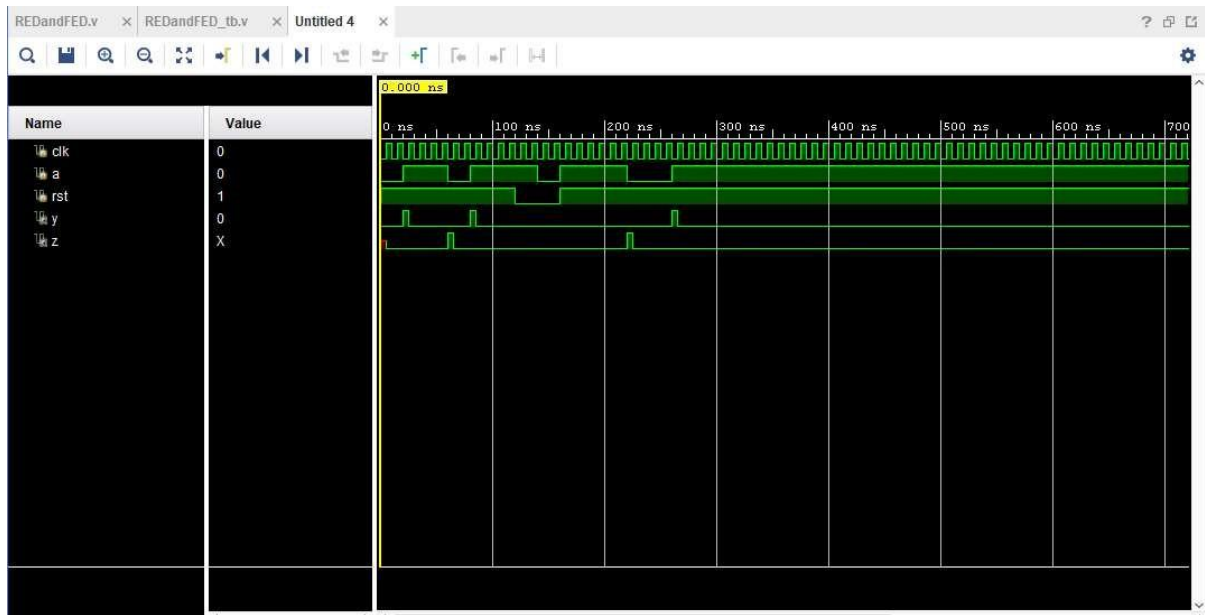 REDandFED.v × REDandFED_tb.v × Untitled 4 × ?
0.000 ns
Name Value
0 ns 100 ns 200 ns 300 ns 400 ns 500 ns 600 ns 700
clk 0
a 0
rst 1
y 0
z X